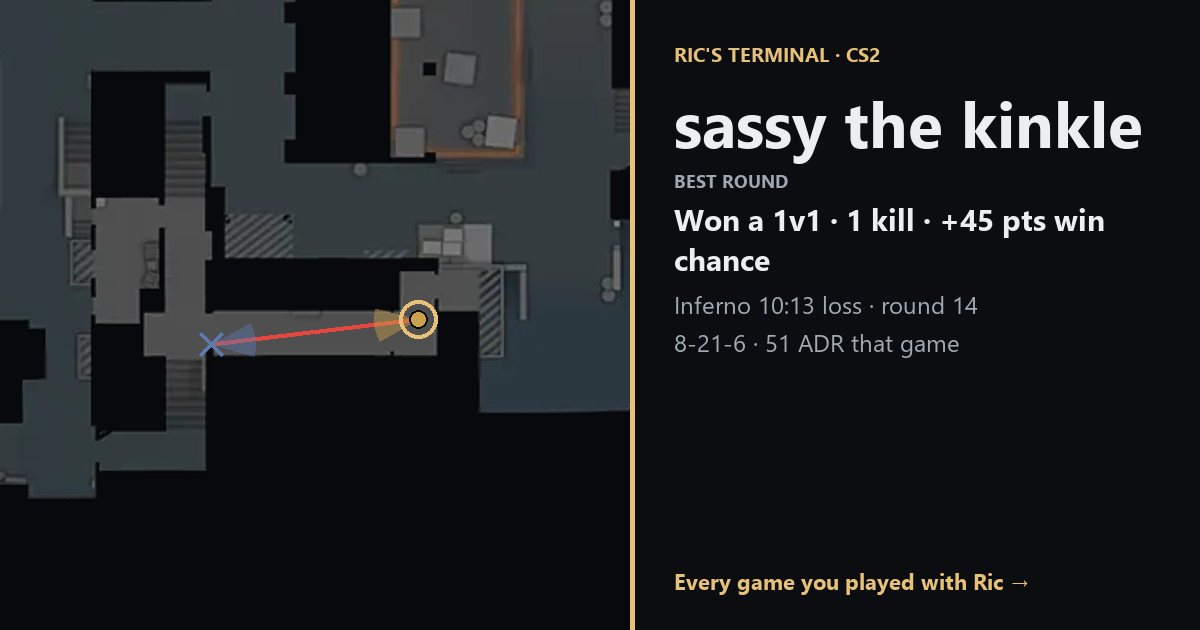 RIC'S TERMINAL · CS2
sassy the kinkle
BEST ROUND
Won a 1v1 · 1 kill · +45 pts win
chance
Inferno 10:13 loss · round 14
8-21-6 · 51 ADR that game
Every game you played with Ric →